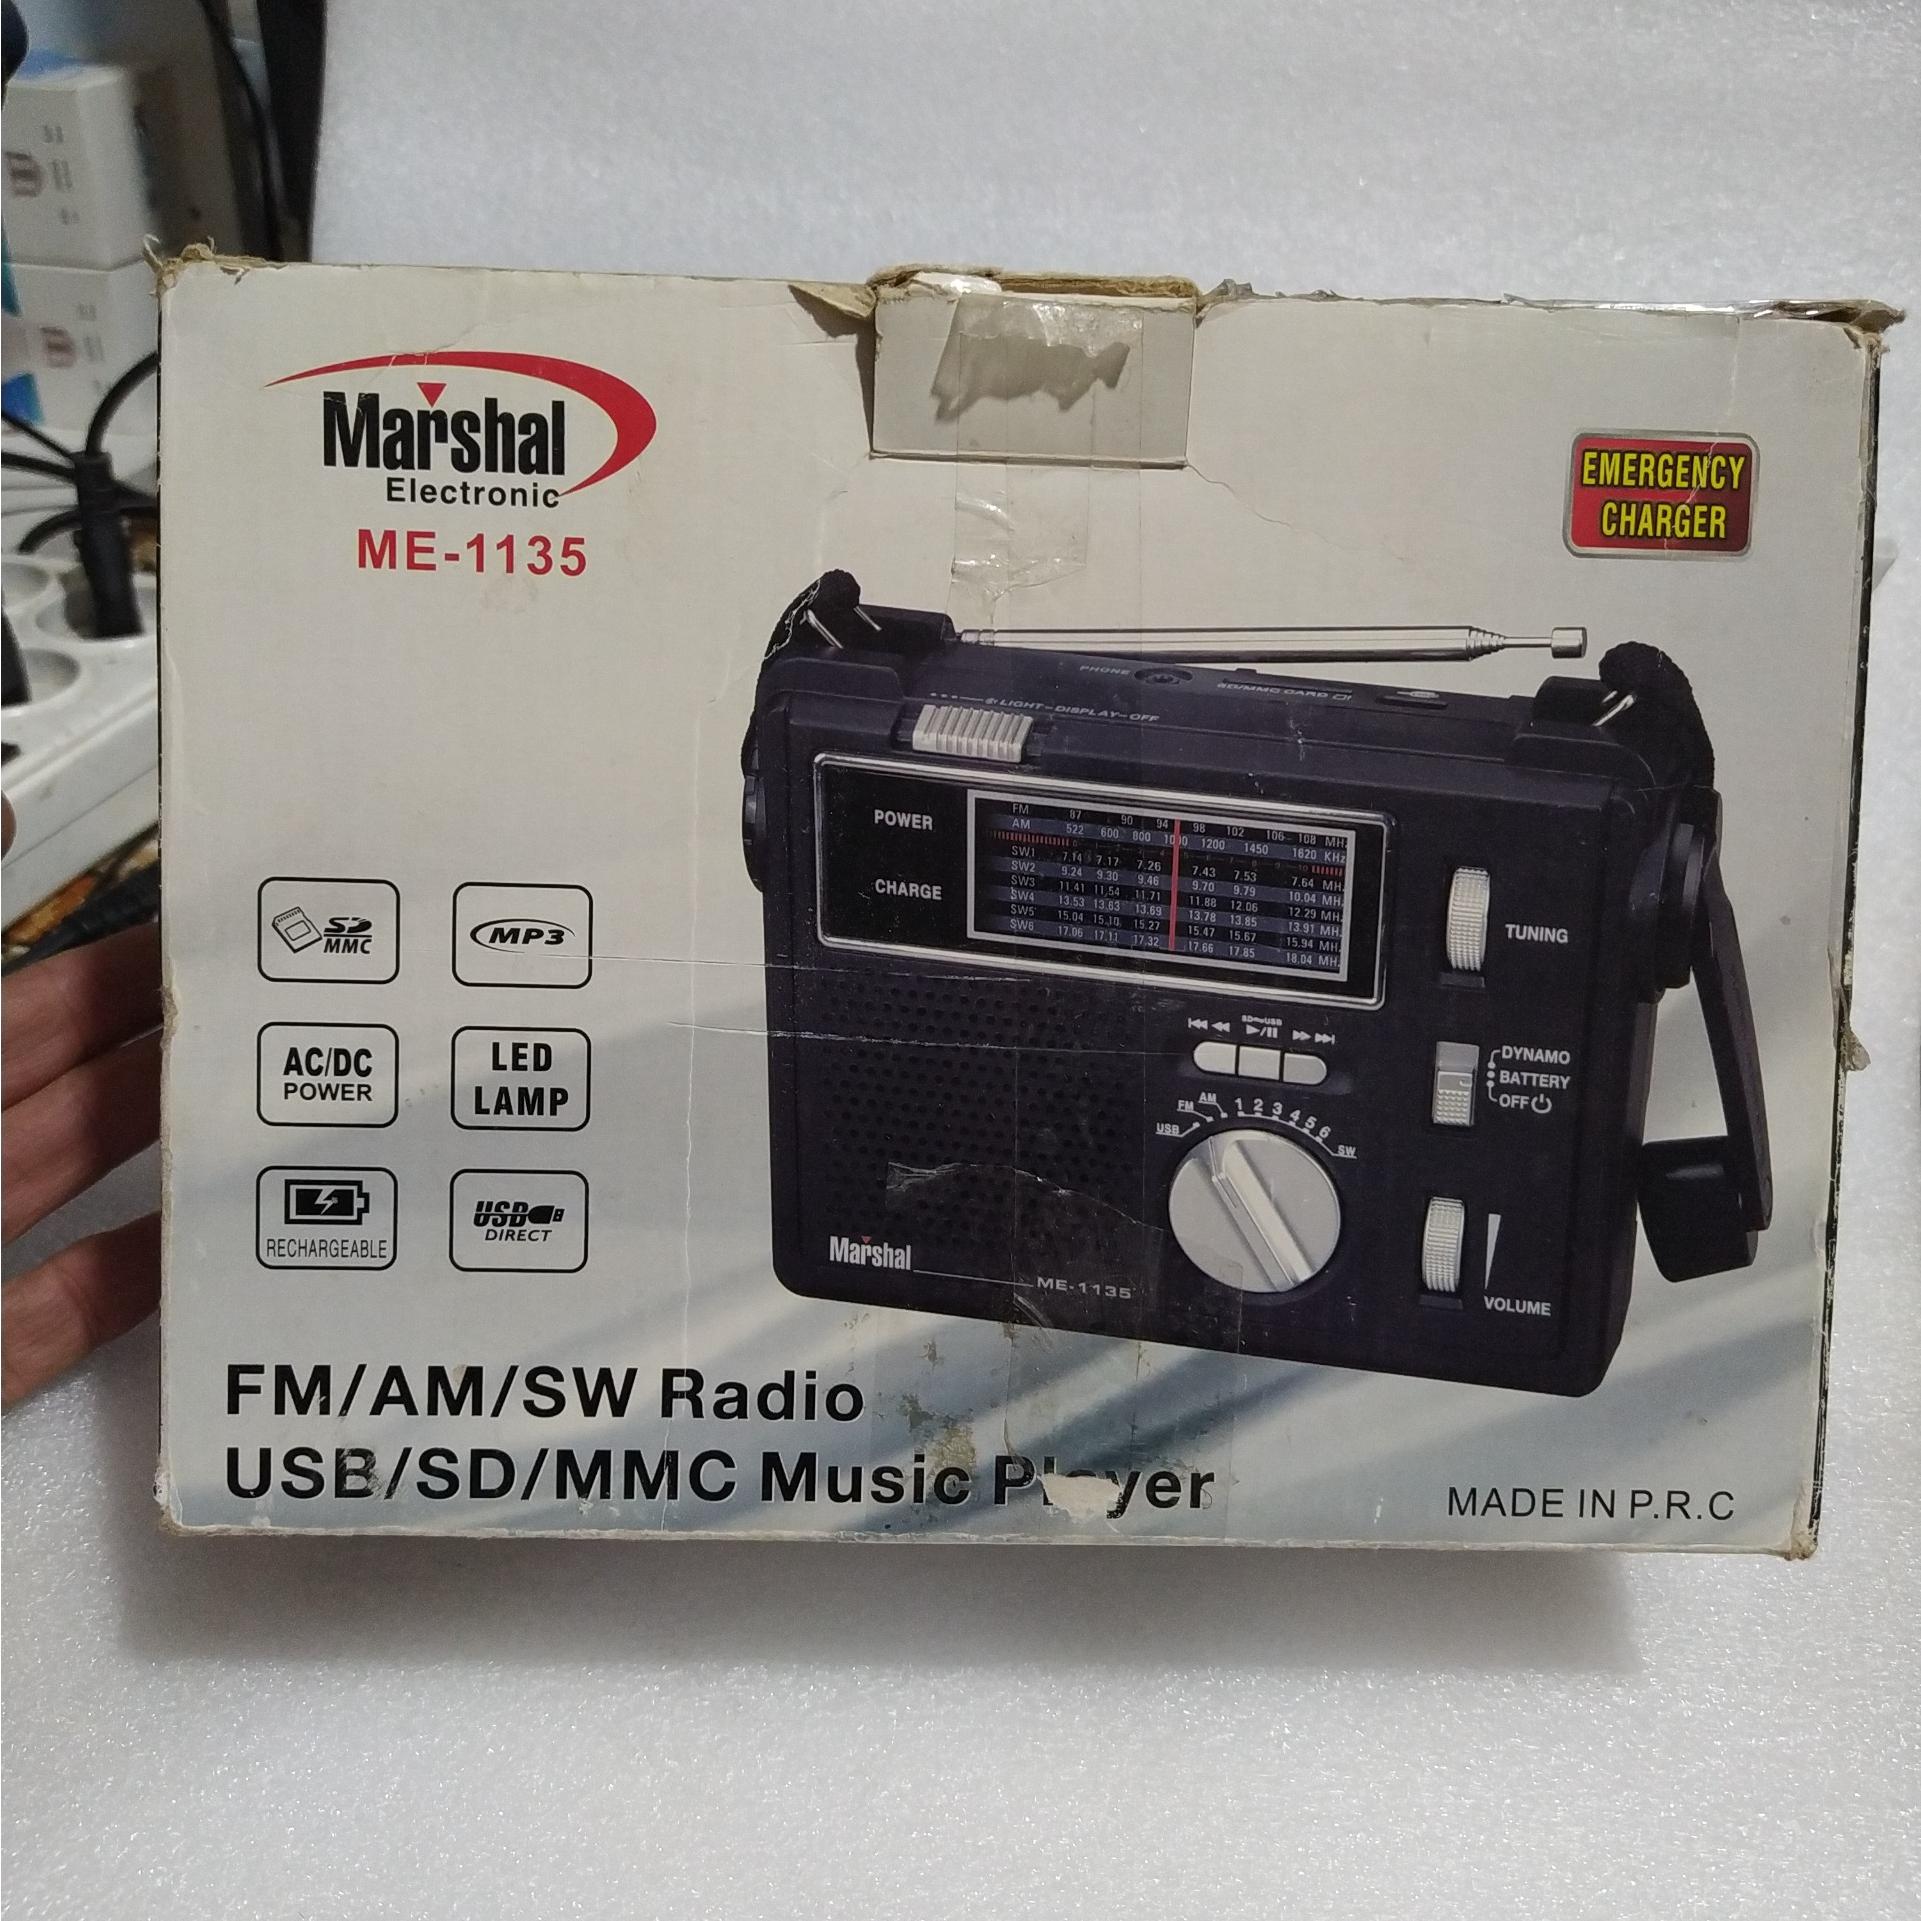 Marshal
Electronic
ME-1135
EMERGENCY
CHARGER
SD
MMC
MP3
AC/DC
POWER
LED
LAMP
RECHARGEABLE
USB
DIRECT
PHONE
SD/MMC CARD
LIGHT-DISPLAY-OFF
POWER
CHARGE
FM 87 90 94 98 102 106 108 MHz
AM 522 600 800 1000 1200 1450 1620 KHz
SW1 7.14 7.17 7.26 7.43 7.53 7.64 MHz
SW2 9.24 9.30 9.46 9.70 9.79 10.04 MHz
SW3 11.41 11.54 11.71 11.88 12.06 12.29 MHz
SW4 13.53 13.63 13.69 13.78 13.85 13.91 MHz
SW5 15.04 15.10 15.27 15.47 15.67 15.94 MHz
SW6 17.06 17.11 17.32 17.66 17.85 18.04 MHz
TUNING
SD USB
DYNAMO
BATTERY
OFF
USB FM AM 1 2 3 4 5 6 SW
VOLUME
Marshal
ME-1135
FM/AM/SW Radio
USB/SD/MMC Music Player
MADE IN P.R.C